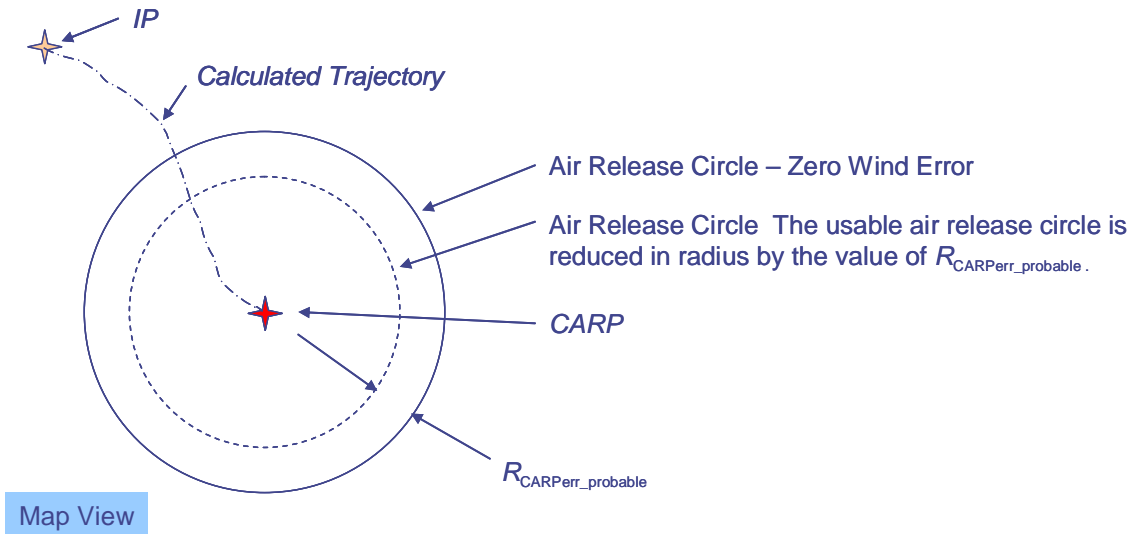 IP
Calculated Trajectory
Air Release Circle – Zero Wind Error
Air Release Circle The usable air release circle is
reduced in radius by the value of RCARPerr_probable .
CARP
RCARPerr_probable
Map View